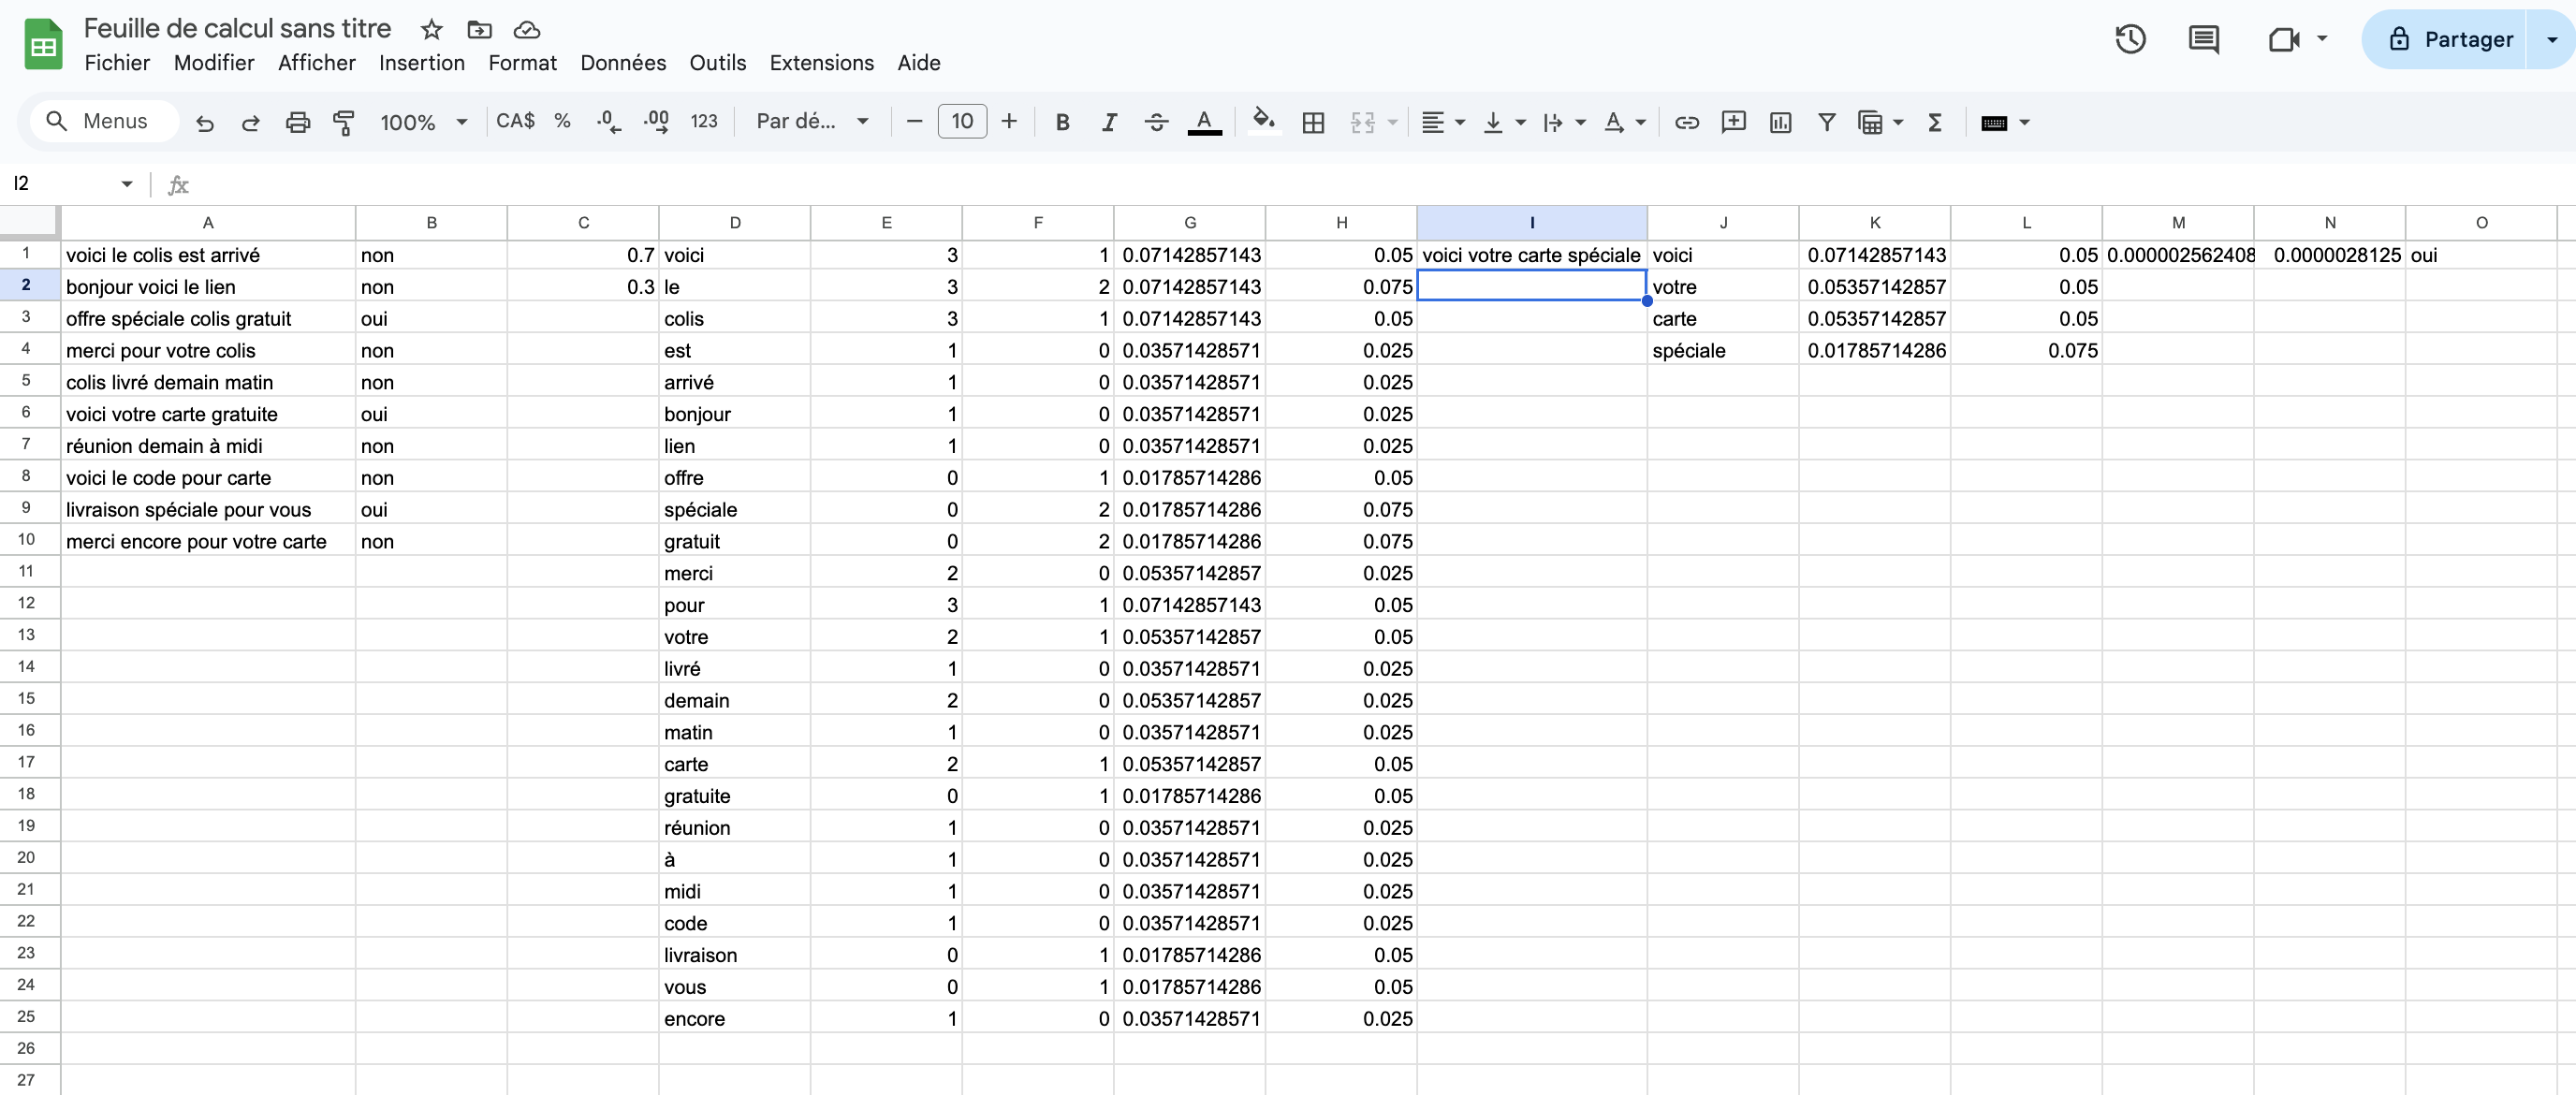 Feuille de calcul sans titre
Fichier Modifier Afficher Insertion Format Données Outils Extensions Aide
Partager
Menus 100% CA$ % .0 .00 123 Par dé... 10 B I A A Σ
I2 fx
A B C D E F G H I J K L M N O
1 voici le colis est arrivé non 0.7 voici 3 1 0.07142857143 0.05 voici votre carte spéciale voici 0.07142857143 0.05 0.000002562408 0.0000028125 oui
2 bonjour voici le lien non 0.3 le 3 2 0.07142857143 0.075 votre 0.05357142857 0.05
3 offre spéciale colis gratuit oui colis 3 1 0.07142857143 0.05 carte 0.05357142857 0.05
4 merci pour votre colis non est 1 0 0.03571428571 0.025 spéciale 0.01785714286 0.075
5 colis livré demain matin non arrivé 1 0 0.03571428571 0.025
6 voici votre carte gratuite oui bonjour 1 0 0.03571428571 0.025
7 réunion demain à midi non lien 1 0 0.03571428571 0.025
8 voici le code pour carte non offre 0 1 0.01785714286 0.05
9 livraison spéciale pour vous oui spéciale 0 2 0.01785714286 0.075
10 merci encore pour votre carte non gratuit 0 2 0.01785714286 0.075
11 merci 2 0 0.05357142857 0.025
12 pour 3 1 0.07142857143 0.05
13 votre 2 1 0.05357142857 0.05
14 livré 1 0 0.03571428571 0.025
15 demain 2 0 0.05357142857 0.025
16 matin 1 0 0.03571428571 0.025
17 carte 2 1 0.05357142857 0.05
18 gratuite 0 1 0.01785714286 0.05
19 réunion 1 0 0.03571428571 0.025
20 à 1 0 0.03571428571 0.025
21 midi 1 0 0.03571428571 0.025
22 code 1 0 0.03571428571 0.025
23 livraison 0 1 0.01785714286 0.05
24 vous 0 1 0.01785714286 0.05
25 encore 1 0 0.03571428571 0.025
26
27